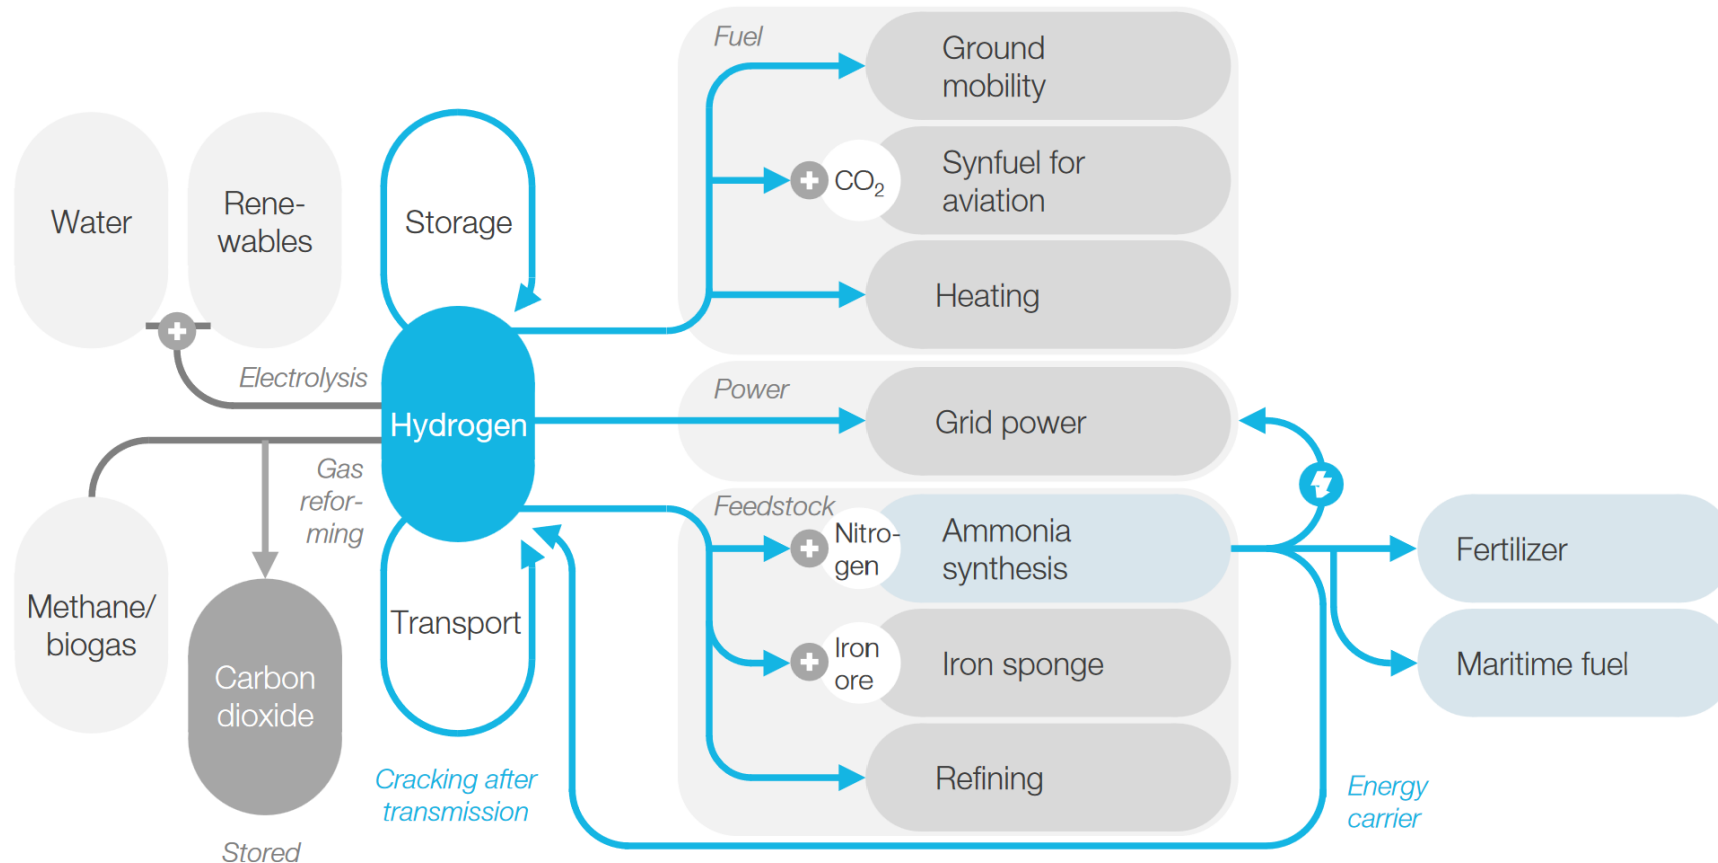 Water
Rene-
wables
Electrolysis
Methane/
biogas
Gas
refor-
ming
Carbon
dioxide
Stored
Storage
Hydrogen
Transport
Cracking after
transmission
Fuel
Ground
mobility
CO₂
Synfuel for
aviation
Heating
Power
Grid power
Feedstock
Nitro-
gen
Ammonia
synthesis
Iron
ore
Iron sponge
Refining
Fertilizer
Maritime fuel
Energy
carrier